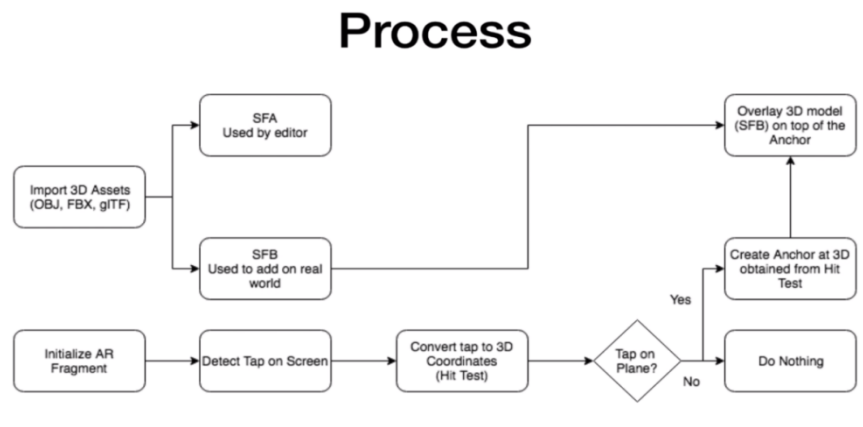 Process
SFA
Used by editor
Overlay 3D model
(SFB) on top of the
Anchor
Import 3D Assets
(OBJ, FBX, glTF)
SFB
Used to add on real
world
Create Anchor at 3D
obtained from Hit
Test
Yes
Initialize AR
Fragment
Detect Tap on Screen
Convert tap to 3D
Coordinates
(Hit Test)
Tap on
Plane?
No
Do Nothing